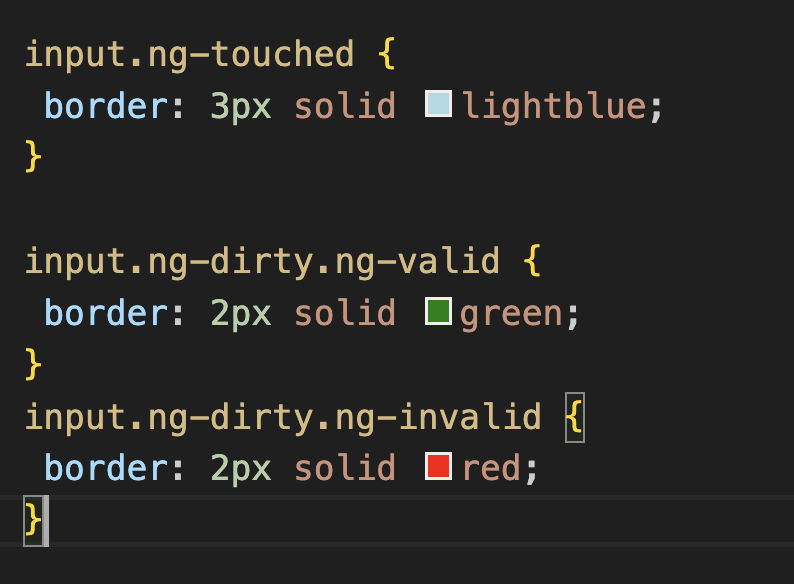 input.ng-touched {
 border: 3px solid lightblue;
}

input.ng-dirty.ng-valid {
 border: 2px solid green;
}
input.ng-dirty.ng-invalid {
 border: 2px solid red;
}